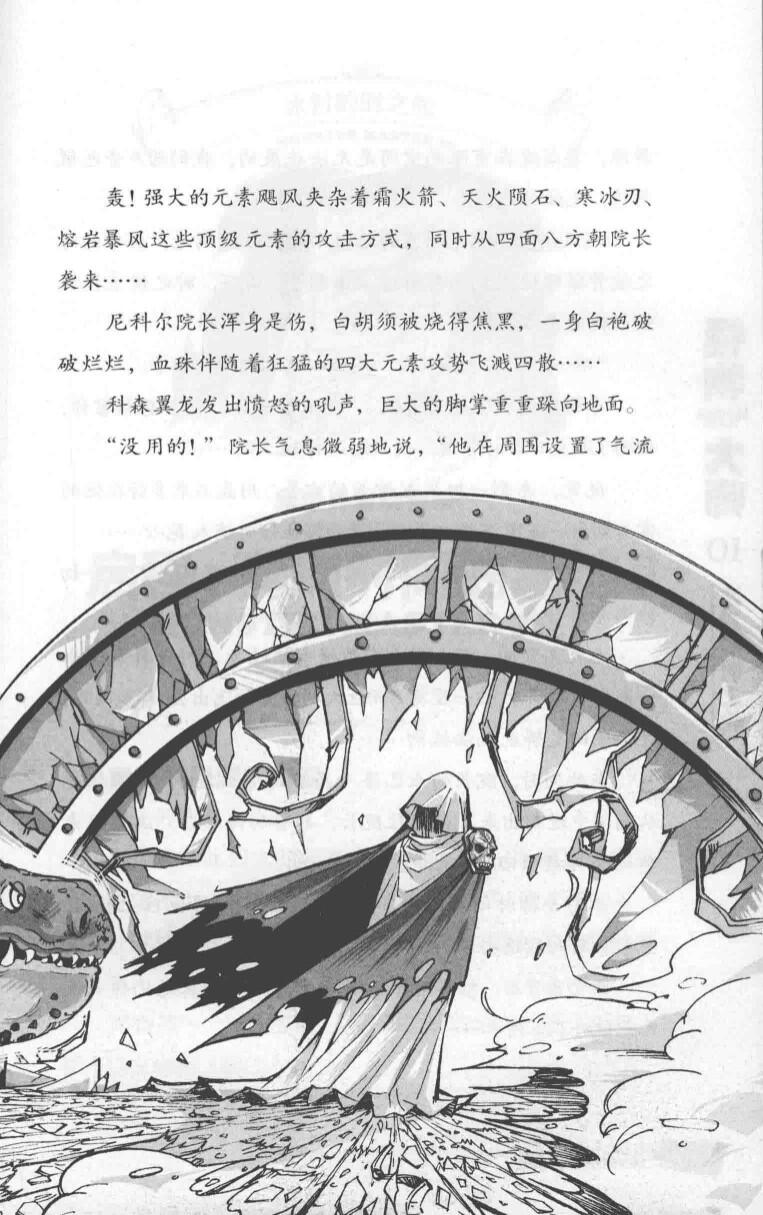 轰！强大的元素飓风夹杂着霜火箭、天火陨石、寒冰刃、
熔岩暴风这些顶级元素的攻击方式，同时从四面八方朝院长
袭来……
尼科尔院长浑身是伤，白胡须被烧得焦黑，一身白袍破
破烂烂，血珠伴随着狂猛的四大元素攻势飞溅四散……
科森翼龙发出愤怒的吼声，巨大的脚掌重重跺向地面。
“没用的！”院长气息微弱地说，“他在周围设置了气流